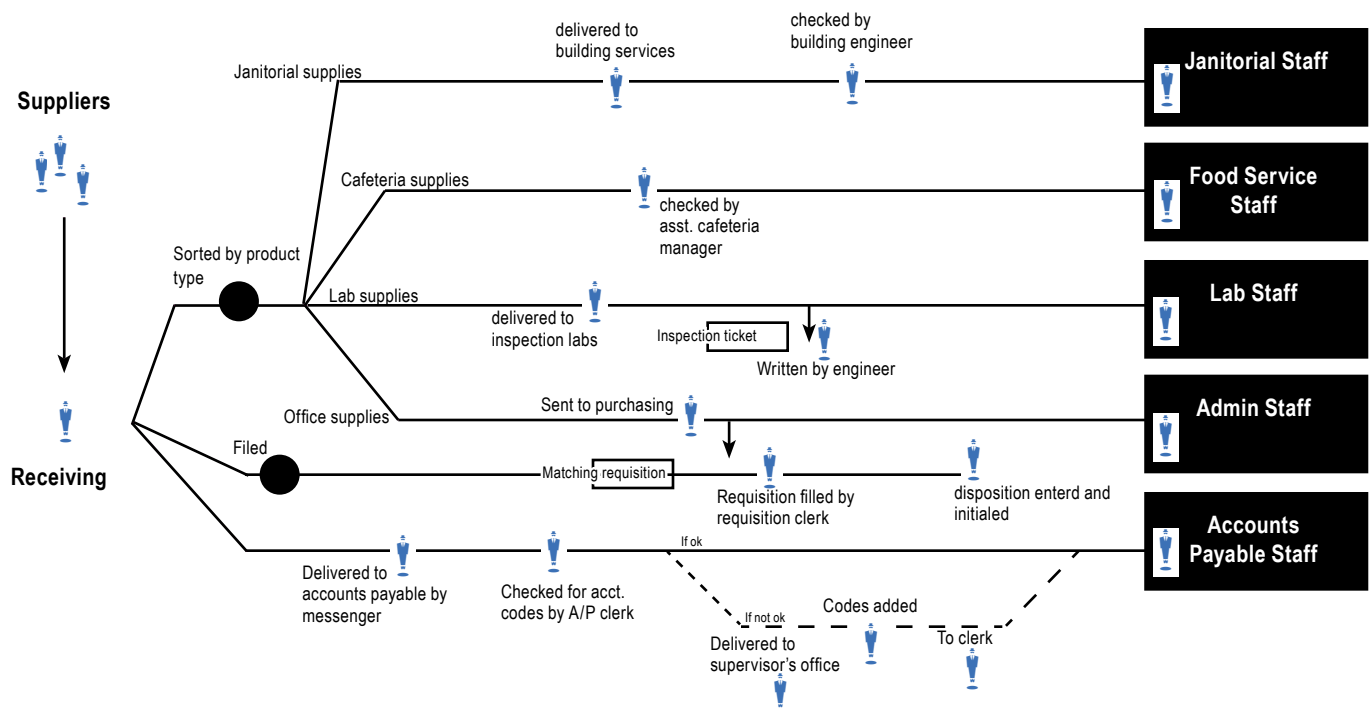 delivered to
building services
checked by
building engineer
Janitorial supplies
Janitorial Staff
Suppliers
Cafeteria supplies
checked by
asst. cafeteria
manager
Food Service
Staff
Sorted by product
type
Lab supplies
delivered to
inspection labs
Inspection ticket
Written by engineer
Lab Staff
Office supplies
Sent to purchasing
Admin Staff
Receiving
Filed
Matching requisition
Requisition filled by
requisition clerk
disposition enterd and
initialed
Delivered to
accounts payable by
messenger
Checked for acct.
codes by A/P clerk
If ok
Accounts
Payable Staff
If not ok
Delivered to
supervisor's office
Codes added
To clerk